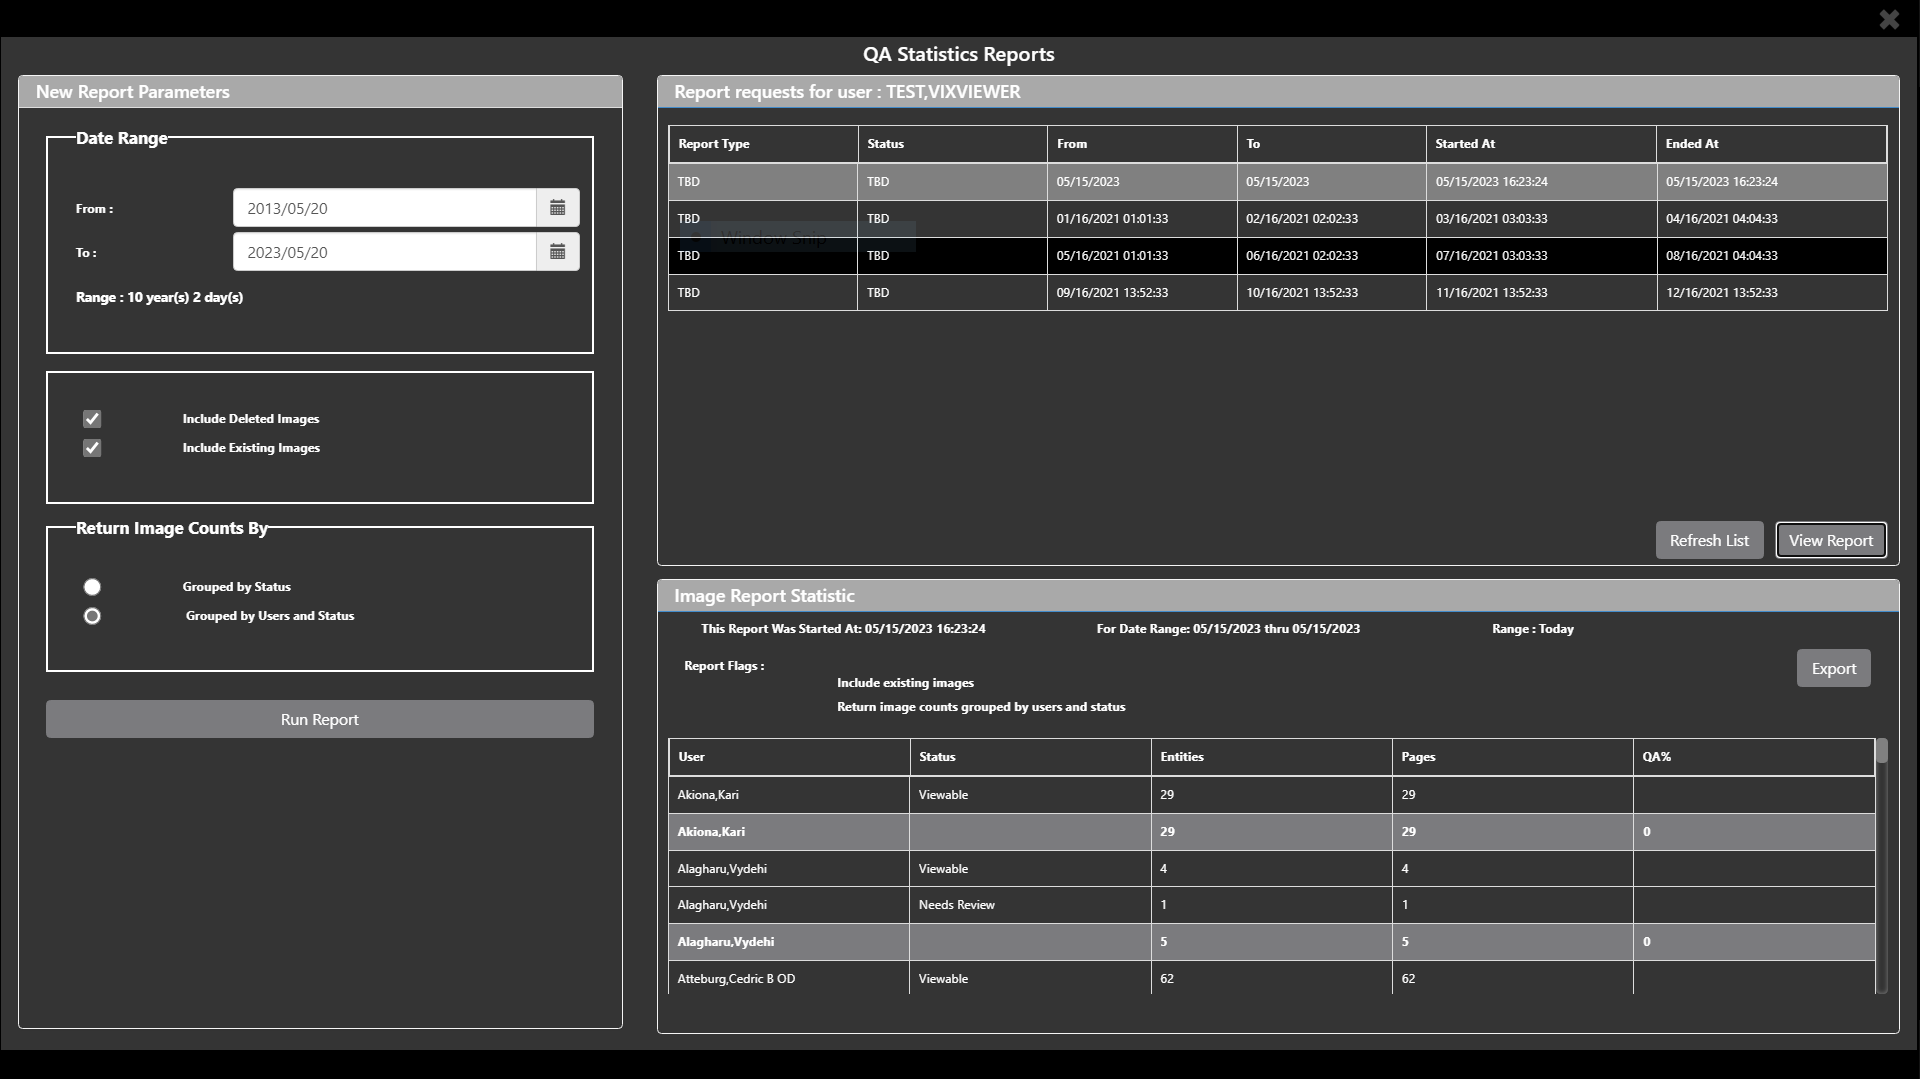 QA Statistics Reports
New Report Parameters
Date Range
From :
2013/05/20
To :
2023/05/20
Range : 10 year(s) 2 day(s)
Include Deleted Images
Include Existing Images
Return Image Counts By
Grouped by Status
Grouped by Users and Status
Run Report
Report requests for user : TEST,VIXVIEWER
Report Type Status From To Started At Ended At
TBD TBD 05/15/2023 05/15/2023 05/15/2023 16:23:24 05/15/2023 16:23:24
TBD TBD 01/16/2021 01:01:33 02/16/2021 02:02:33 03/16/2021 03:03:33 04/16/2021 04:04:33
Window Snip
TBD TBD 05/16/2021 01:01:33 06/16/2021 02:02:33 07/16/2021 03:03:33 08/16/2021 04:04:33
TBD TBD 09/16/2021 13:52:33 10/16/2021 13:52:33 11/16/2021 13:52:33 12/16/2021 13:52:33
Refresh List View Report
Image Report Statistic
This Report Was Started At: 05/15/2023 16:23:24 For Date Range: 05/15/2023 thru 05/15/2023 Range : Today
Report Flags :
Export
Include existing images
Return image counts grouped by users and status
User Status Entities Pages QA%
Akiona,Kari Viewable 29 29
Akiona,Kari 29 29 0
Alagharu,Vydehi Viewable 4 4
Alagharu,Vydehi Needs Review 1 1
Alagharu,Vydehi 5 5 0
Atteburg,Cedric B OD Viewable 62 62